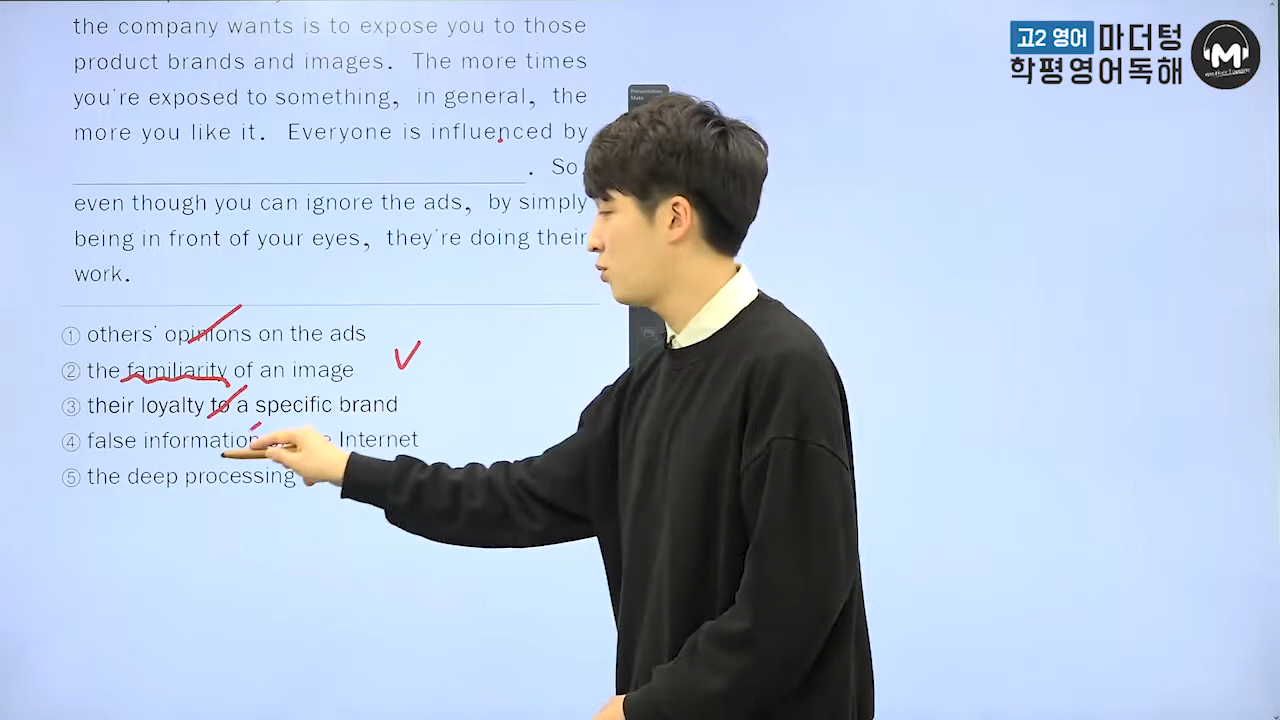 the company wants is to expose you to those
product brands and images. The more times
you're exposed to something, in general, the
more you like it. Everyone is influenced by
. So,
even though you can ignore the ads, by simply
being in front of your eyes, they're doing their
work.
① others' opinions on the ads
② the familiarity of an image
③ their loyalty to a specific brand
④ false information Internet
⑤ the deep processing
고2 영어 마더텅
학평영어독해
M
Presentation
Mate